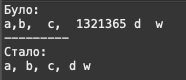 Було:
a,b,  c,  1321365 d  w
—————————
Стало:
a, b, c, d w